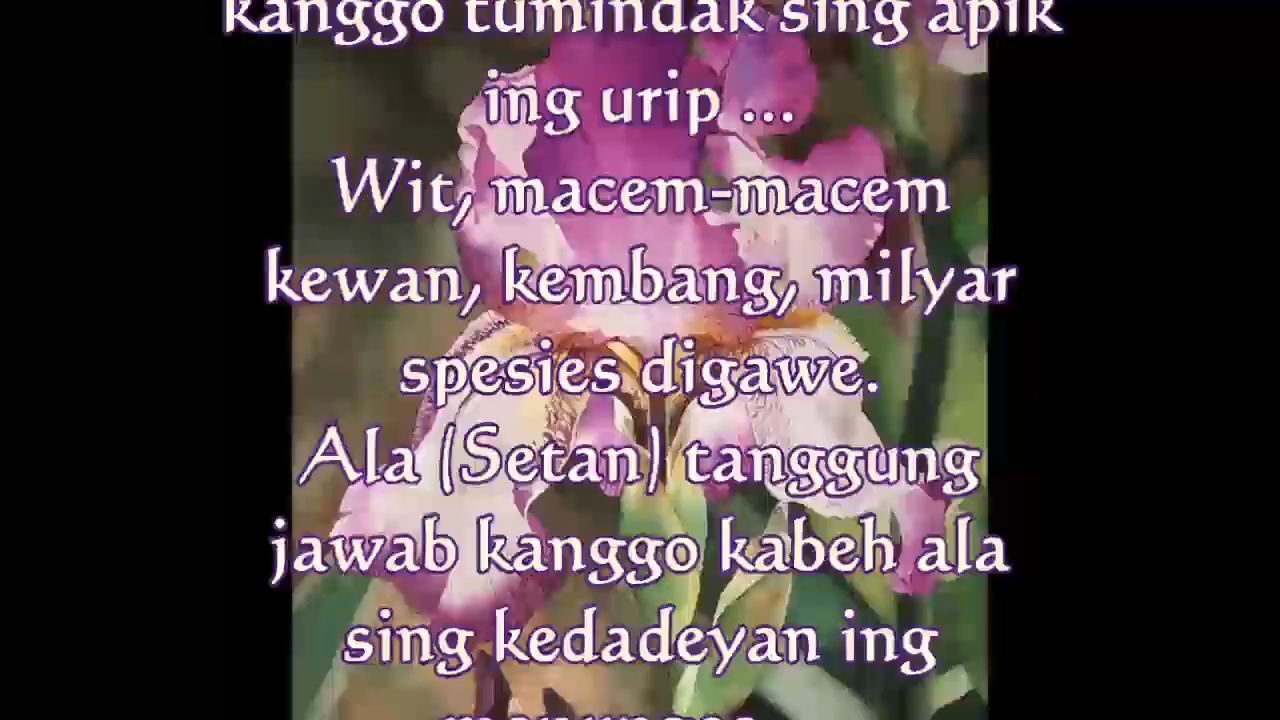 kanggo tumindak sing apik
ing urip ...
Wit, macem-macem
kewan, kembang, milyar
spesies digawe.
Ala (Setan) tanggung
jawab kanggo kabeh ala
sing kedadeyan ing